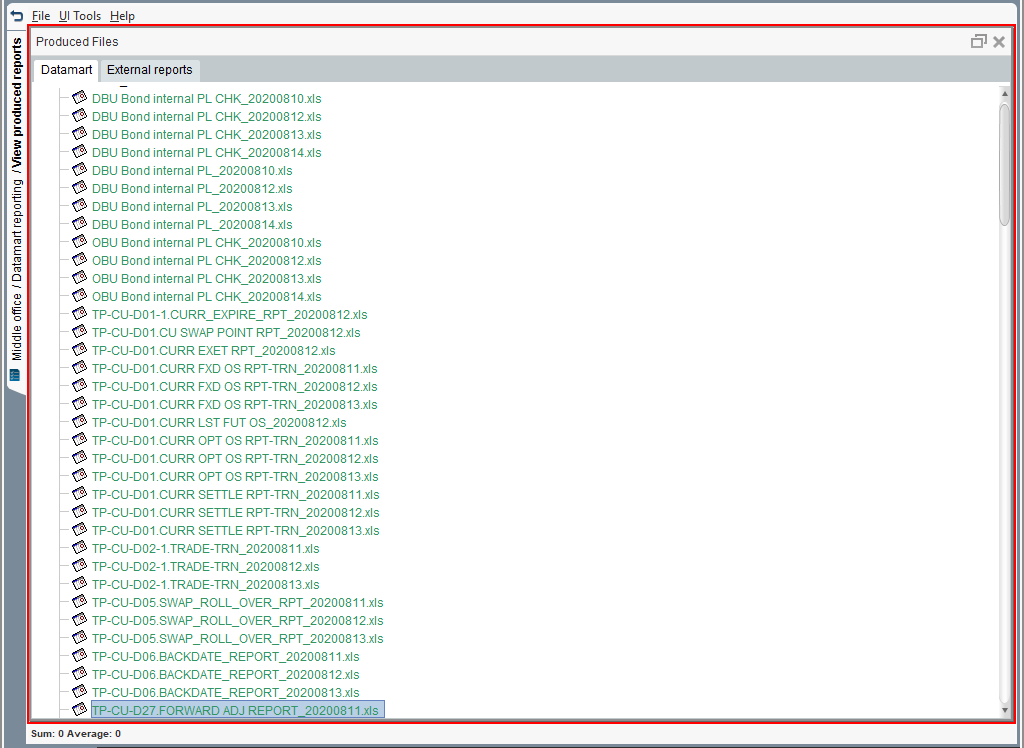 File UI Tools Help
Produced Files
Datamart External reports
Middle office / Datamart reporting / View produced reports
DBU Bond internal PL CHK_20200810.xls
DBU Bond internal PL CHK_20200812.xls
DBU Bond internal PL CHK_20200813.xls
DBU Bond internal PL CHK_20200814.xls
DBU Bond internal PL_20200810.xls
DBU Bond internal PL_20200812.xls
DBU Bond internal PL_20200813.xls
DBU Bond internal PL_20200814.xls
OBU Bond internal PL CHK_20200810.xls
OBU Bond internal PL CHK_20200812.xls
OBU Bond internal PL CHK_20200813.xls
OBU Bond internal PL CHK_20200814.xls
TP-CU-D01-1.CURR_EXPIRE_RPT_20200812.xls
TP-CU-D01.CU SWAP POINT RPT_20200812.xls
TP-CU-D01.CURR EXET RPT_20200812.xls
TP-CU-D01.CURR FXD OS RPT-TRN_20200811.xls
TP-CU-D01.CURR FXD OS RPT-TRN_20200812.xls
TP-CU-D01.CURR FXD OS RPT-TRN_20200813.xls
TP-CU-D01.CURR LST FUT OS_20200812.xls
TP-CU-D01.CURR OPT OS RPT-TRN_20200811.xls
TP-CU-D01.CURR OPT OS RPT-TRN_20200812.xls
TP-CU-D01.CURR OPT OS RPT-TRN_20200813.xls
TP-CU-D01.CURR SETTLE RPT-TRN_20200811.xls
TP-CU-D01.CURR SETTLE RPT-TRN_20200812.xls
TP-CU-D01.CURR SETTLE RPT-TRN_20200813.xls
TP-CU-D02-1.TRADE-TRN_20200811.xls
TP-CU-D02-1.TRADE-TRN_20200812.xls
TP-CU-D02-1.TRADE-TRN_20200813.xls
TP-CU-D05.SWAP_ROLL_OVER_RPT_20200811.xls
TP-CU-D05.SWAP_ROLL_OVER_RPT_20200812.xls
TP-CU-D05.SWAP_ROLL_OVER_RPT_20200813.xls
TP-CU-D06.BACKDATE_REPORT_20200811.xls
TP-CU-D06.BACKDATE_REPORT_20200812.xls
TP-CU-D06.BACKDATE_REPORT_20200813.xls
TP-CU-D27.FORWARD ADJ REPORT_20200811.xls
Sum: 0 Average: 0